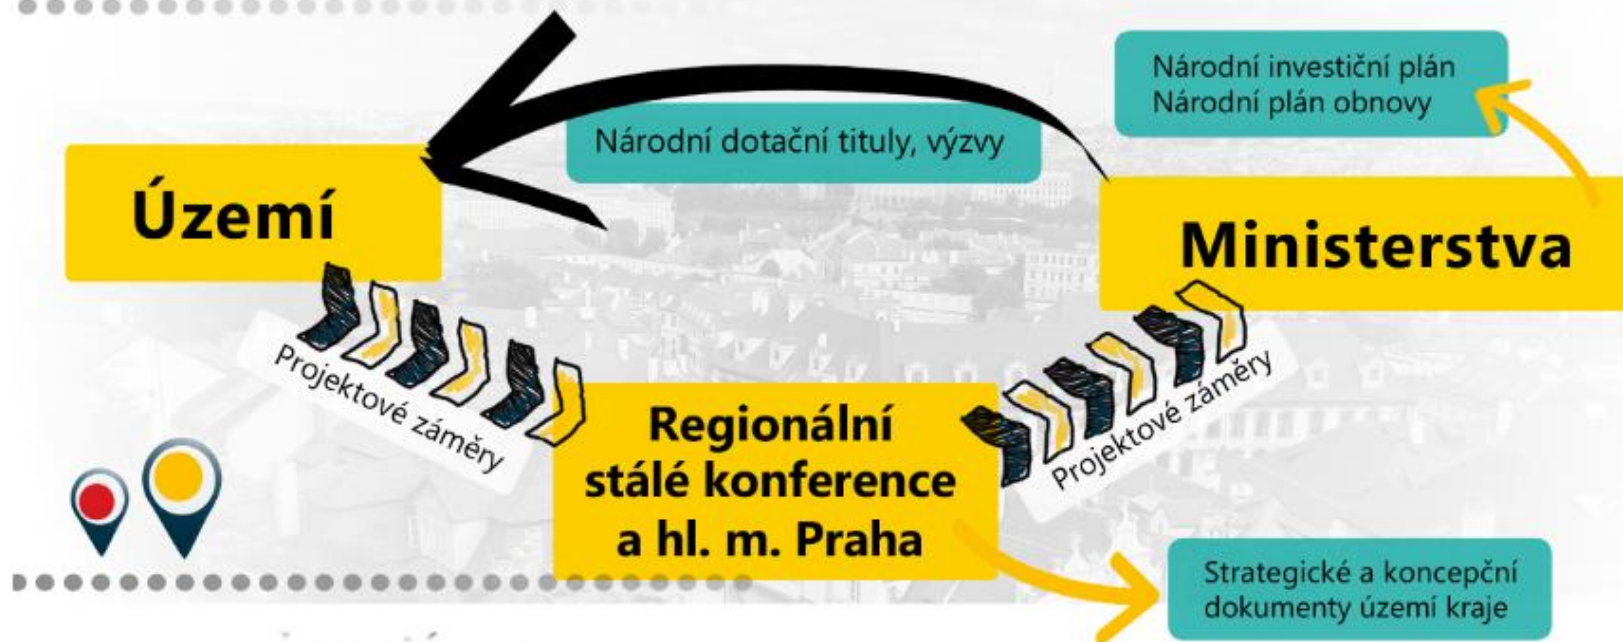 Národní investiční plán
Národní plán obnovy
Národní dotační tituly, výzvy
Území
Ministerstva
Projektové záměry
Projektové záměry
Regionální
stálé konference
a hl. m. Praha
Strategické a koncepční
dokumenty území kraje